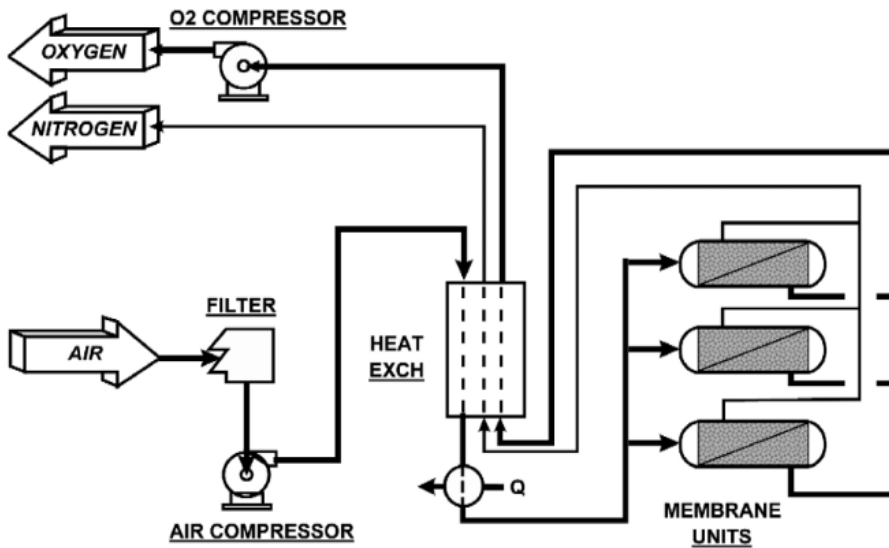 O2 COMPRESSOR
OXYGEN
NITROGEN
FILTER
AIR
HEAT
EXCH
Q
AIR COMPRESSOR
MEMBRANE
UNITS